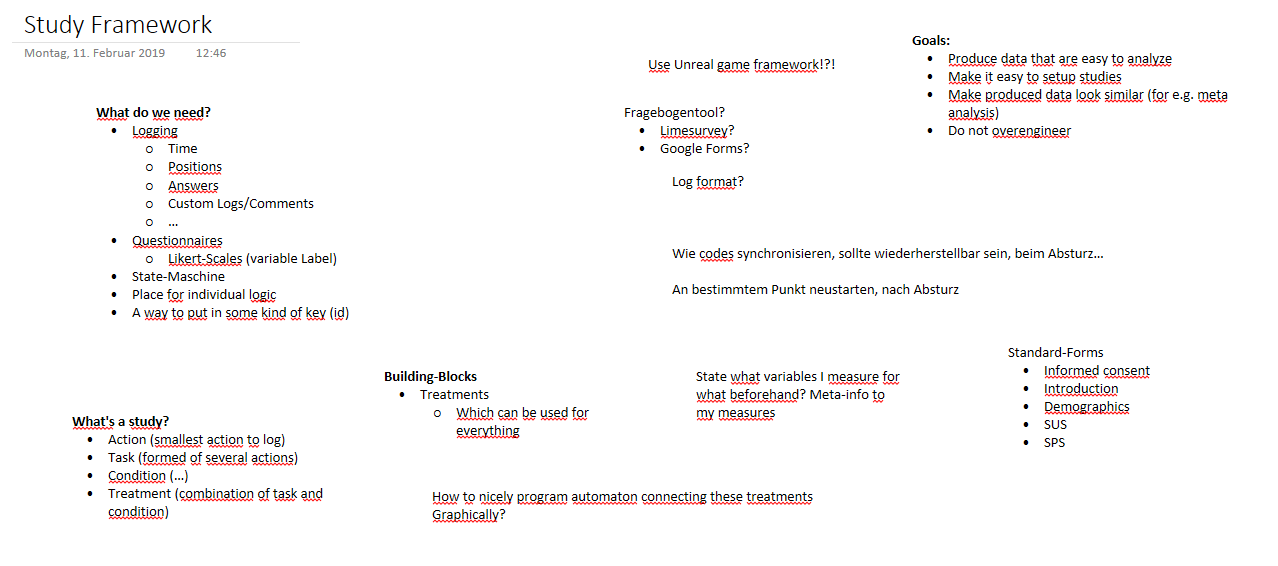 Study Framework
Montag, 11. Februar 2019 12:46
Use Unreal game framework!?!
Goals:
• Produce data that are easy to analyze
• Make it easy to setup studies
• Make produced data look similar (for e.g. meta
analysis)
• Do not overengineer
What do we need?
• Logging
o Time
o Positions
o Answers
o Custom Logs/Comments
o ...
• Questionnaires
o Likert-Scales (variable Label)
• State-Maschine
• Place for individual logic
• A way to put in some kind of key (id)
Fragebogentool?
• Limesurvey?
• Google Forms?
Log format?
Wie codes synchronisieren, sollte wiederherstellbar sein, beim Absturz...
An bestimmtem Punkt neustarten, nach Absturz
What's a study?
• Action (smallest action to log)
• Task (formed of several actions)
• Condition (...)
• Treatment (combination of task and
condition)
Building-Blocks
• Treatments
o Which can be used for
everything
State what variables I measure for
what beforehand? Meta-info to
my measures
Standard-Forms
• Informed consent
• Introduction
• Demographics
• SUS
• SPS
How to nicely program automaton connecting these treatments
Graphically?